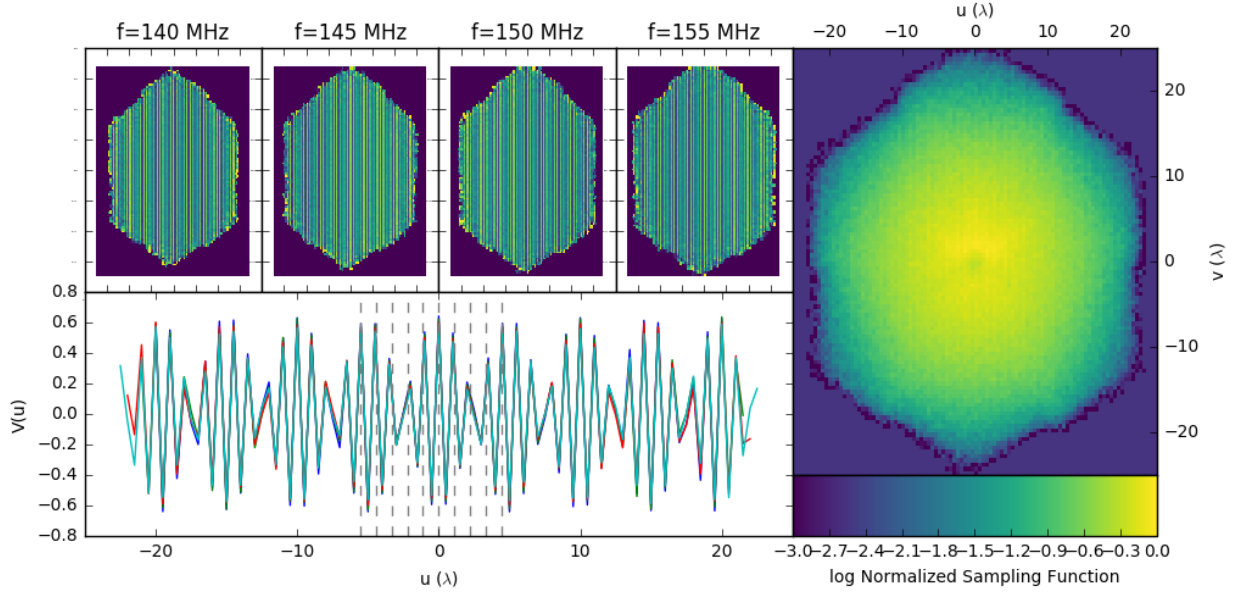 f=140 MHz
f=145 MHz
f=150 MHz
f=155 MHz
u (λ)
−20 −10 0 10 20
20
10
0
−10
−20
v (λ)
0.8
0.6
0.4
0.2
0.0
−0.2
−0.4
−0.6
−0.8
V(u)
−20 −10 0 10 20
u (λ)
−3.0 −2.7 −2.4 −2.1 −1.8 −1.5 −1.2 −0.9 −0.6 −0.3 0.0
log Normalized Sampling Function